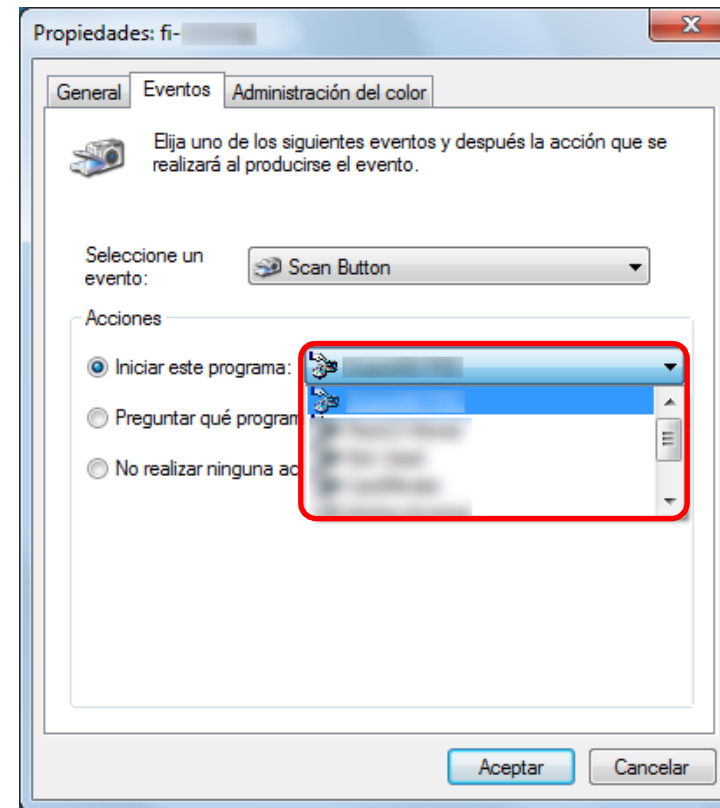 Propiedades: fi-
General Eventos Administración del color
Elija uno de los siguientes eventos y después la acción que se
realizará al producirse el evento.
Seleccione un
evento:
Scan Button
Acciones
Iniciar este programa:
Preguntar qué program
No realizar ninguna ac
Aceptar Cancelar